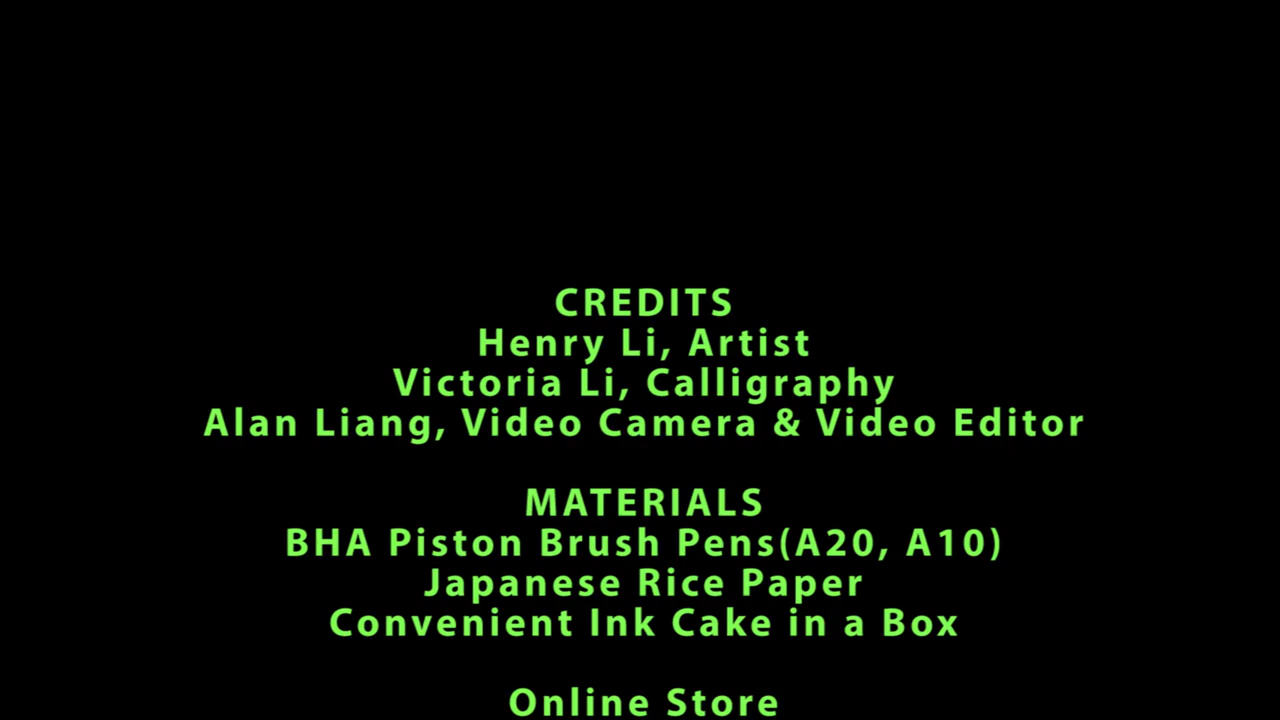 CREDITS
Henry Li, Artist
Victoria Li, Calligraphy
Alan Liang, Video Camera & Video Editor
MATERIALS
BHA Piston Brush Pens(A20, A10)
Japanese Rice Paper
Convenient Ink Cake in a Box
Online Store